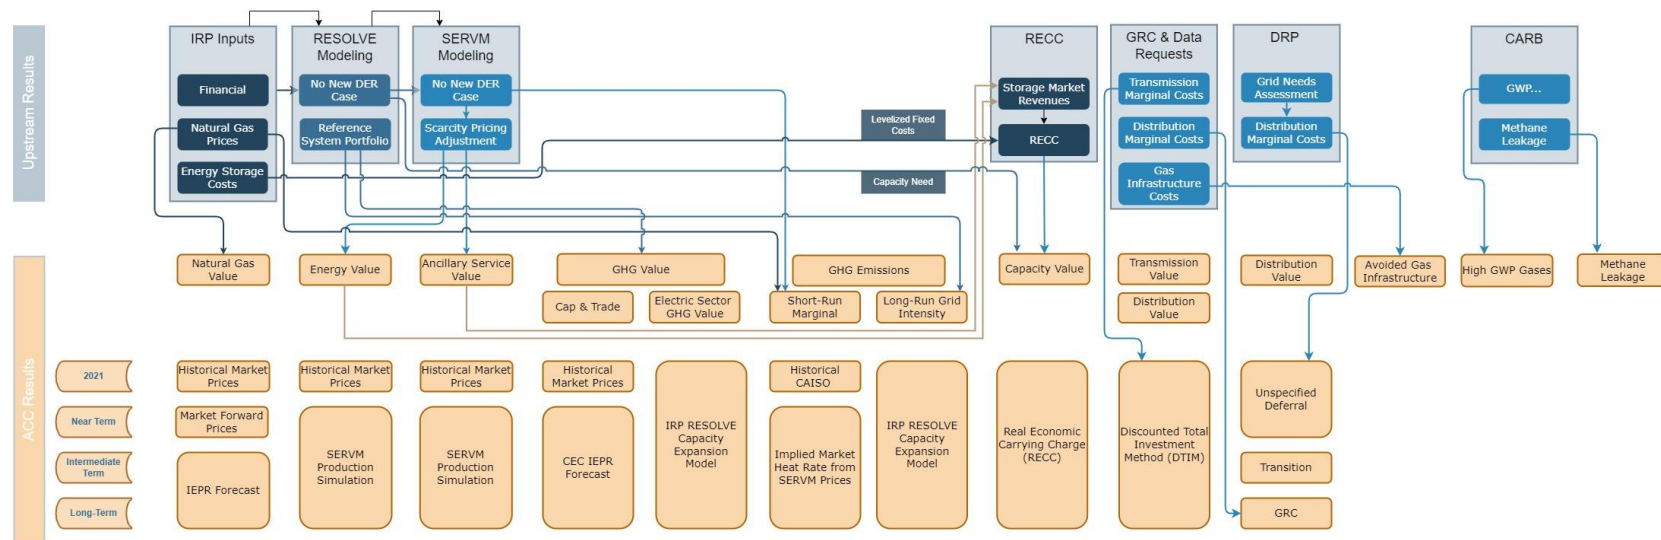 Upstream Results
IRP Inputs
Financial
Natural Gas
Prices
Energy Storage
Costs
RESOLVE
Modeling
No New DER
Case
Reference
System Portfolio
SERVM
Modeling
No New DER
Case
Scarcity Pricing
Adjustment
Levelized Fixed
Costs
Capacity Need
RECC
Storage Market
Revenues
RECC
GRC & Data
Requests
Transmission
Marginal Costs
Distribution
Marginal Costs
Gas
Infrastructure
Costs
DRP
Grid Needs
Assessment
Distribution
Marginal Costs
CARB
GWP...
Methane
Leakage
ACC Results
Natural Gas
Value
Energy Value
Ancillary Service
Value
GHG Value
Cap & Trade
Electric Sector
GHG Value
GHG Emissions
Short-Run
Marginal
Long-Run Grid
Intensity
Capacity Value
Transmission
Value
Distribution
Value
Distribution
Value
Avoided Gas
Infrastructure
High GWP Gases
Methane
Leakage
2021
Near Term
Intermediate
Term
Long-Term
Historical Market
Prices
Market Forward
Prices
IEPR Forecast
Historical Market
Prices
SERVM
Production
Simulation
Historical Market
Prices
SERVM
Production
Simulation
Historical
Market Prices
CEC IEPR
Forecast
IRP RESOLVE
Capacity
Expansion
Model
Historical
CAISO
Implied Market
Heat Rate from
SERVM Prices
IRP RESOLVE
Capacity
Expansion
Model
Real Economic
Carrying Charge
(RECC)
Discounted Total
Investment
Method (DTIM)
Unspecified
Deferral
Transition
GRC